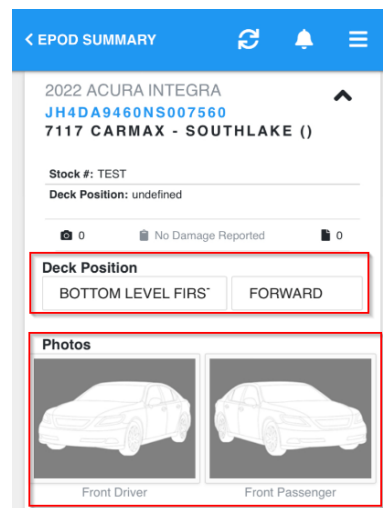 < EPOD SUMMARY
2022 ACURA INTEGRA
JH4DA9460NS007560
7117 CARMAX - SOUTHLAKE ()
Stock #: TEST
Deck Position: undefined
0 No Damage Reported 0
Deck Position
BOTTOM LEVEL FIRS FORWARD
Photos
Front Driver Front Passenger